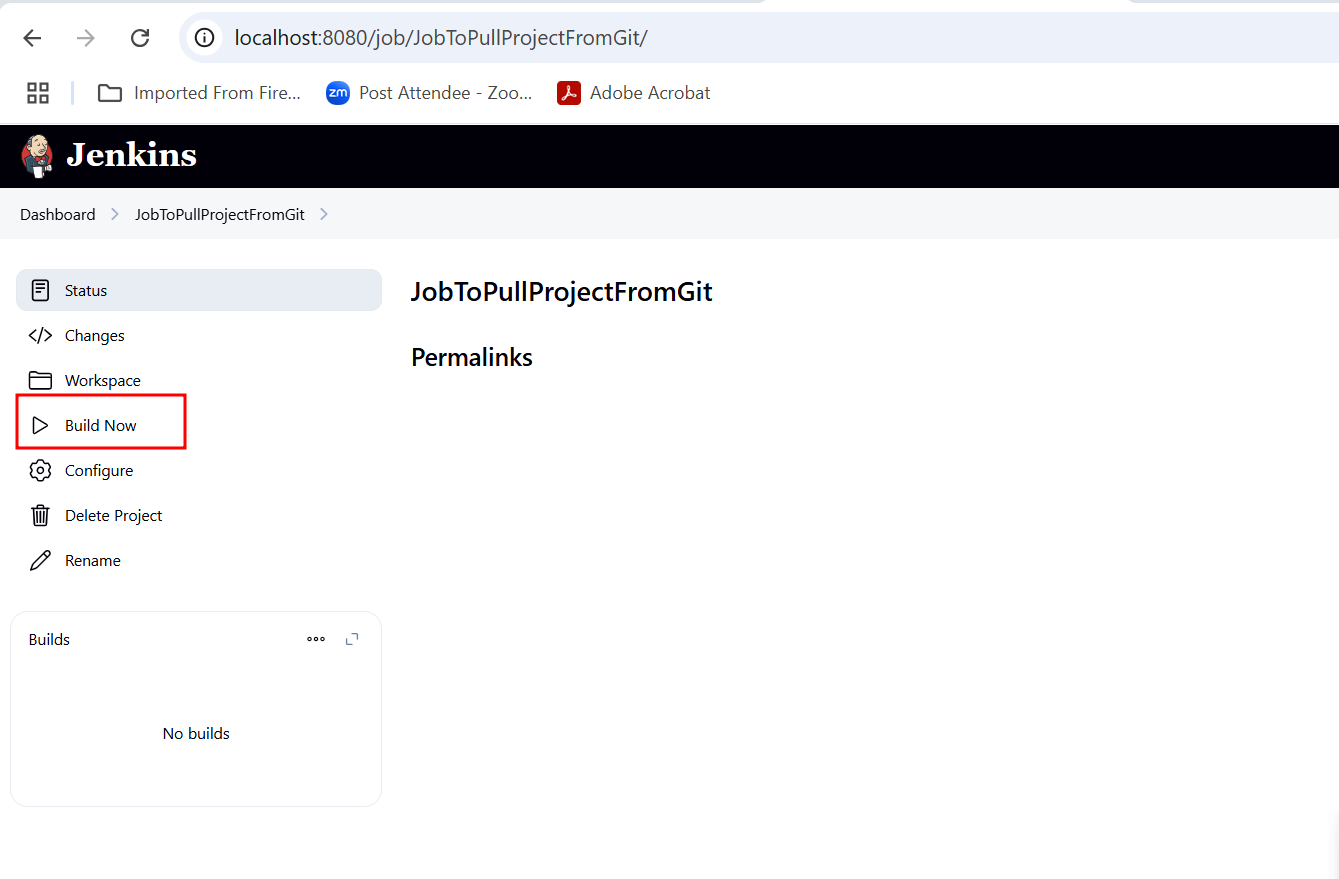 localhost:8080/job/JobToPullProjectFromGit/
Imported From Fire...
zm Post Attendee - Zoo...
Adobe Acrobat
Jenkins
Dashboard
JobToPullProjectFromGit
Status
Changes
Workspace
Build Now
Configure
Delete Project
Rename
JobToPullProjectFromGit
Permalinks
Builds
No builds